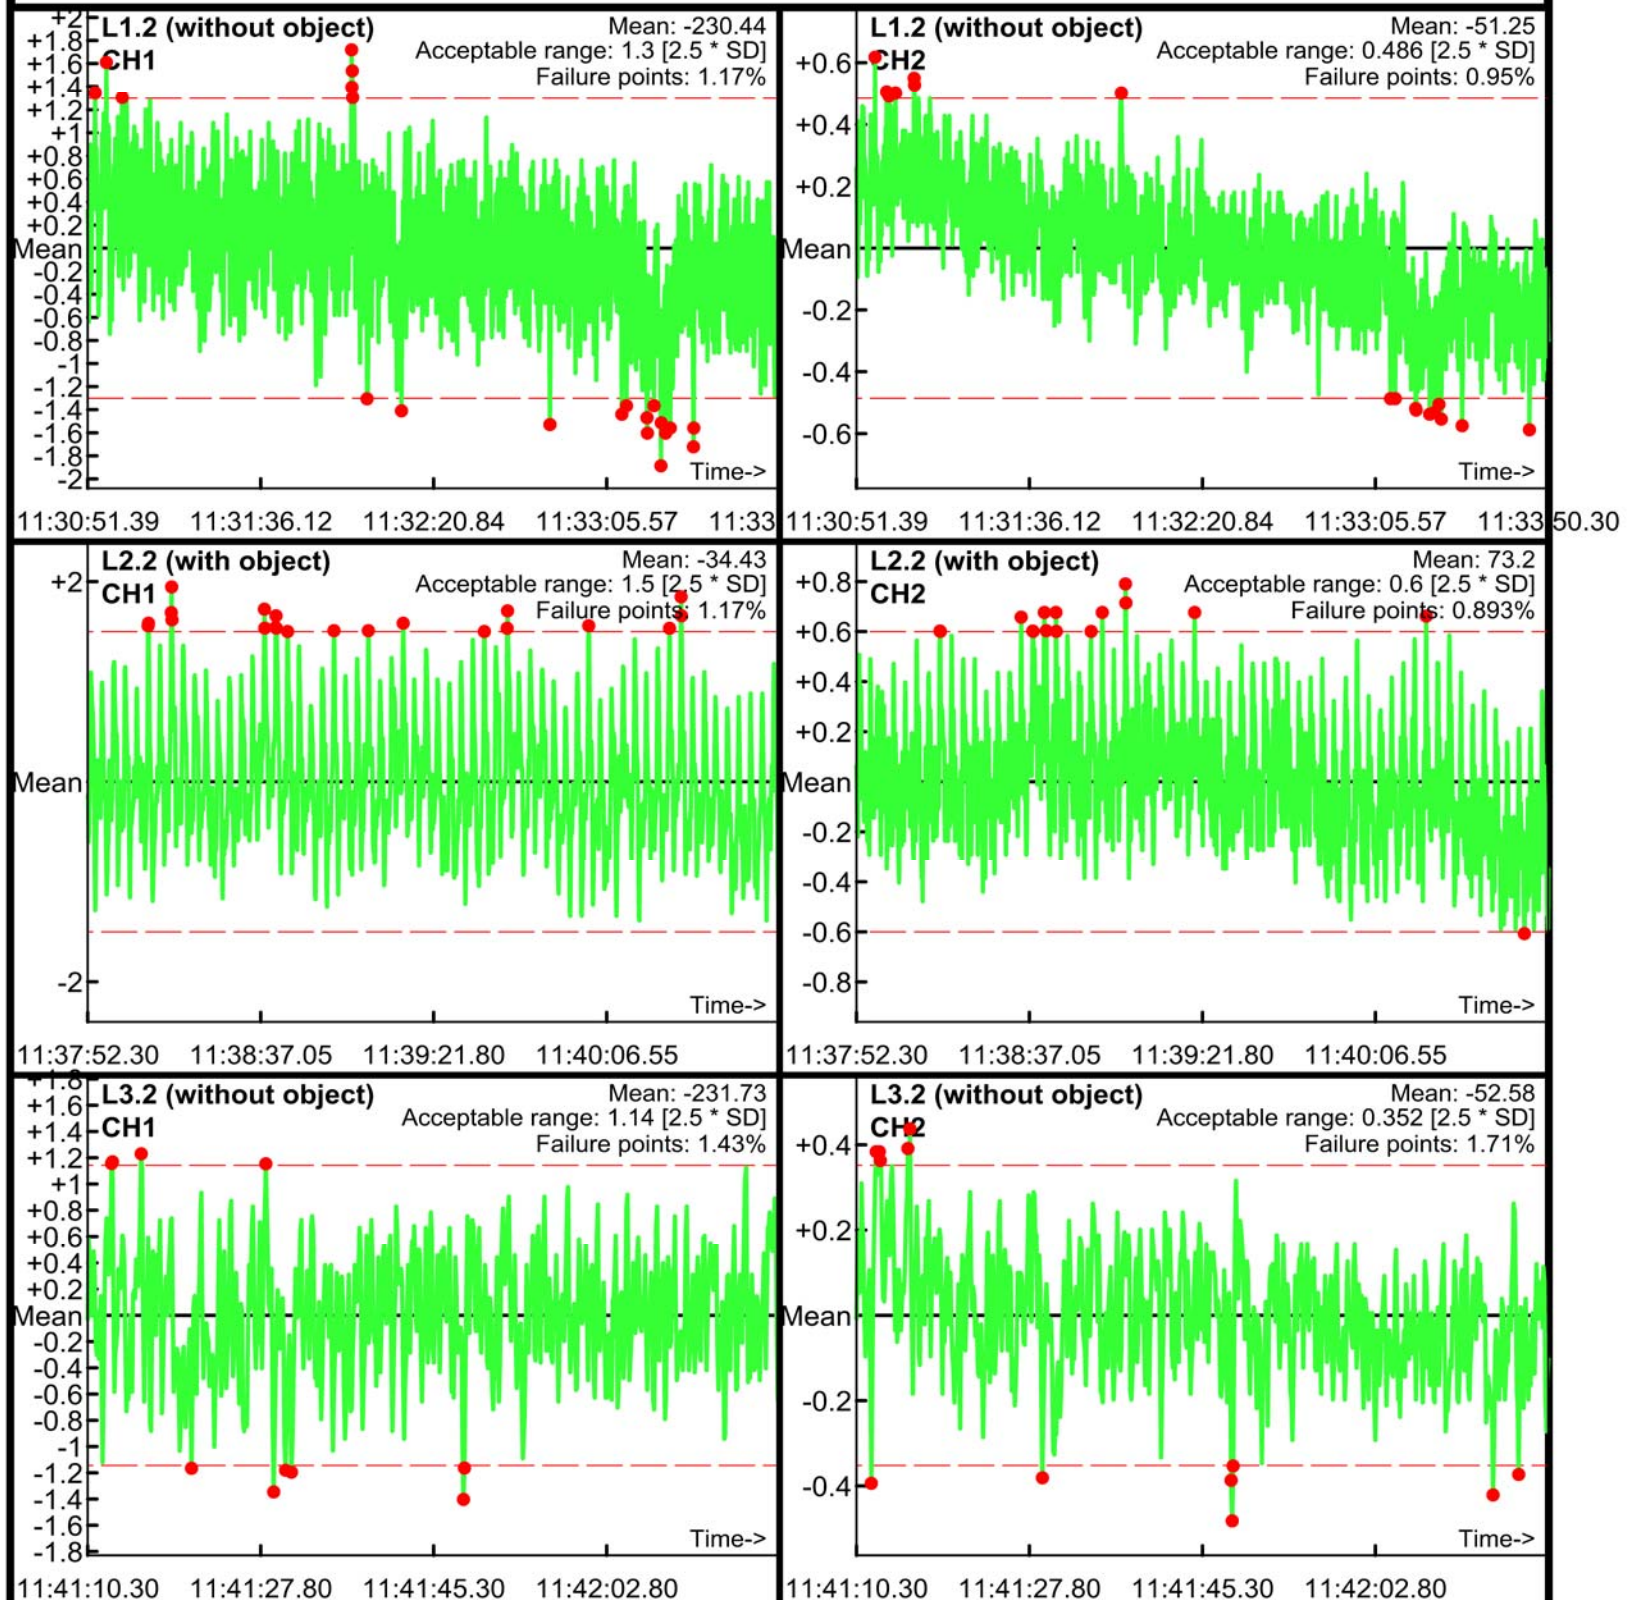 L1.2 (without object)
CH1
Mean: -230.44
Acceptable range: 1.3 [2.5 * SD]
Failure points: 1.17%
+2
+1.8
+1.6
+1.4
+1.2
+1
+0.8
+0.6
+0.4
+0.2
Mean
-0.2
-0.4
-0.6
-0.8
-1
-1.2
-1.4
-1.6
-1.8
-2
Time->
11:30:51.39 11:31:36.12 11:32:20.84 11:33:05.57 11:33
L1.2 (without object)
CH2
Mean: -51.25
Acceptable range: 0.486 [2.5 * SD]
Failure points: 0.95%
+0.6
+0.4
+0.2
Mean
-0.2
-0.4
-0.6
Time->
11:30:51.39 11:31:36.12 11:32:20.84 11:33:05.57 11:33:50.30
L2.2 (with object)
CH1
Mean: -34.43
Acceptable range: 1.5 [2.5 * SD]
Failure points: 1.17%
+2
Mean
-2
Time->
11:37:52.30 11:38:37.05 11:39:21.80 11:40:06.55
L2.2 (with object)
CH2
Mean: 73.2
Acceptable range: 0.6 [2.5 * SD]
Failure points: 0.893%
+0.8
+0.6
+0.4
+0.2
Mean
-0.2
-0.4
-0.6
-0.8
Time->
11:37:52.30 11:38:37.05 11:39:21.80 11:40:06.55
L3.2 (without object)
CH1
Mean: -231.73
Acceptable range: 1.14 [2.5 * SD]
Failure points: 1.43%
+1.8
+1.6
+1.4
+1.2
+1
+0.8
+0.6
+0.4
+0.2
Mean
-0.2
-0.4
-0.6
-0.8
-1
-1.2
-1.4
-1.6
-1.8
Time->
11:41:10.30 11:41:27.80 11:41:45.30 11:42:02.80
L3.2 (without object)
CH2
Mean: -52.58
Acceptable range: 0.352 [2.5 * SD]
Failure points: 1.71%
+0.4
+0.2
Mean
-0.2
-0.4
Time->
11:41:10.30 11:41:27.80 11:41:45.30 11:42:02.80